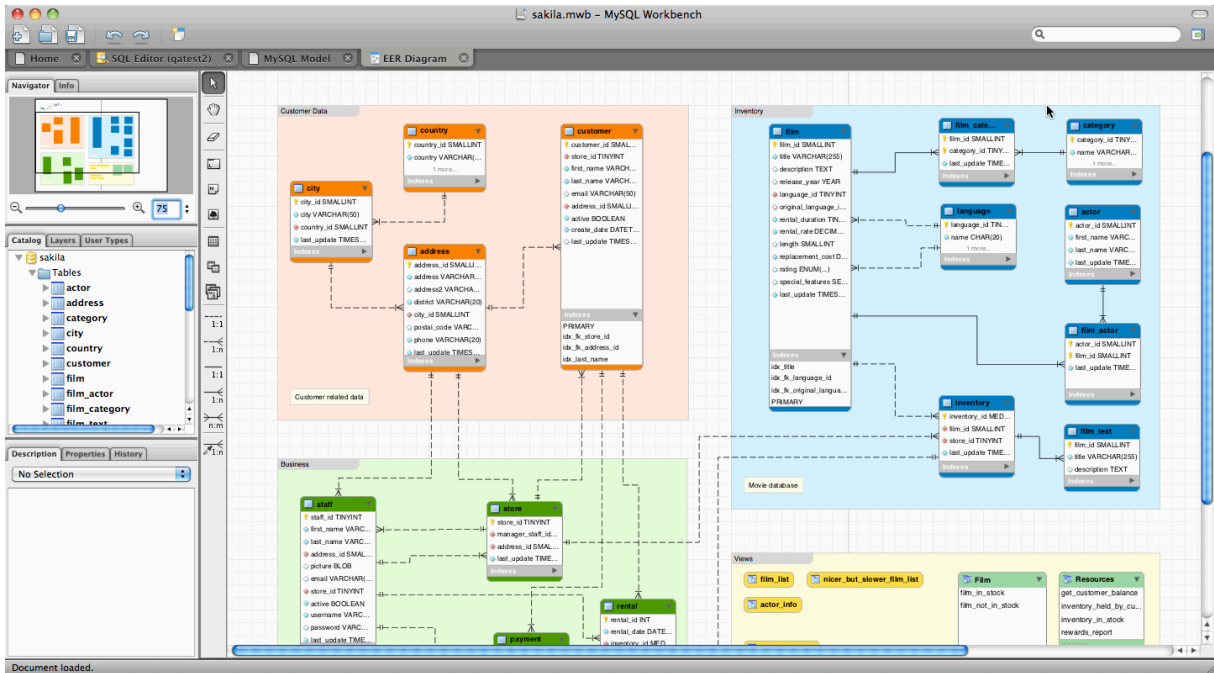 sakila.mwb – MySQL Workbench
Home
SQL Editor (qatest2)
MySQL Model
EER Diagram
Navigator
Info
75
Catalog
Layers
User Types
sakila
Tables
actor
address
category
city
country
customer
film
film_actor
film_category
film_text
Description
Properties
History
No Selection
Document loaded.
1:1
1:n
1:1
1:n
n:m
1:n
Customer Data
country
country_id SMALLINT
country VARCHAR(...
1 more...
Indexes
city
city_id SMALLINT
city VARCHAR(50)
country_id SMALLINT
last_update TIMES...
Indexes
address
address_id SMALLI...
address VARCHAR...
address2 VARCHA...
district VARCHAR(20)
city_id SMALLINT
postal_code VARC...
phone VARCHAR(20)
last_update TIMES...
Indexes
customer
customer_id SMAL...
store_id TINYINT
first_name VARCH...
last_name VARCH...
email VARCHAR(50)
address_id SMALLI...
active BOOLEAN
create_date DATET...
last_update TIMES...
Indexes
PRIMARY
idx_fk_store_id
idx_fk_address_id
idx_last_name
Customer related data
Inventory
film
film_id SMALLINT
title VARCHAR(255)
description TEXT
release_year YEAR
language_id TINYINT
original_language_i...
rental_duration TIN...
rental_rate DECIM...
length SMALLINT
replacement_cost D...
rating ENUM(...)
special_features SE...
last_update TIMES...
Indexes
idx_title
idx_fk_language_id
idx_fk_original_langua...
PRIMARY
film_cate...
film_id SMALLINT
category_id TINY...
last_update TIME...
Indexes
category
category_id TINY...
name VARCHAR...
1 more...
Indexes
language
language_id TIN...
name CHAR(20)
1 more...
Indexes
actor
actor_id SMALLINT
first_name VARC...
last_name VARC...
last_update TIME...
Indexes
film_actor
actor_id SMALLINT
film_id SMALLINT
last_update TIME...
Indexes
inventory
inventory_id MED...
film_id SMALLINT
store_id TINYINT
last_update TIME...
Indexes
film_text
film_id SMALLINT
title VARCHAR(255)
description TEXT
Indexes
Movie database
Business
staff
staff_id TINYINT
first_name VARC...
last_name VARC...
address_id SMAL...
picture BLOB
email VARCHAR(...
store_id TINYINT
active BOOLEAN
username VARC...
password VARC...
last_update TIME...
store
store_id TINYINT
manager_staff_id...
address_id SMAL...
last_update TIME...
Indexes
payment
rental
rental_id INT
rental_date DATE...
inventory_id MED...
Views
film_list
nicer_but_slower_film_list
actor_info
Film
film_in_stock
film_not_in_stock
Resources
get_customer_balance
inventory_held_by_cu...
inventory_in_stock
rewards_report